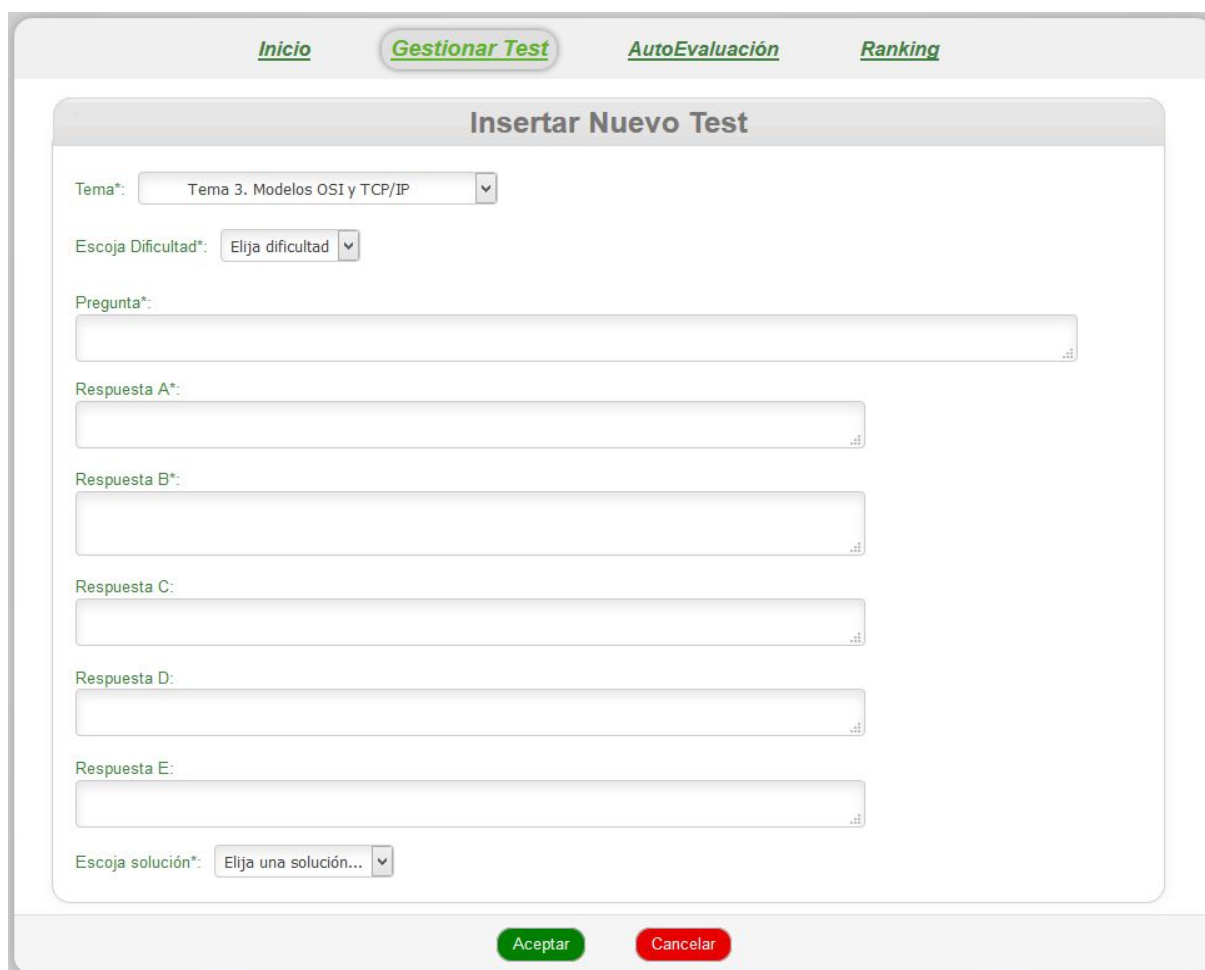 Inicio Gestionar Test AutoEvaluación Ranking
Insertar Nuevo Test
Tema*: Tema 3. Modelos OSI y TCP/IP
Escoja Dificultad*: Elija dificultad
Pregunta*:
Respuesta A*:
Respuesta B*:
Respuesta C:
Respuesta D:
Respuesta E:
Escoja solución*: Elija una solución...
Aceptar Cancelar